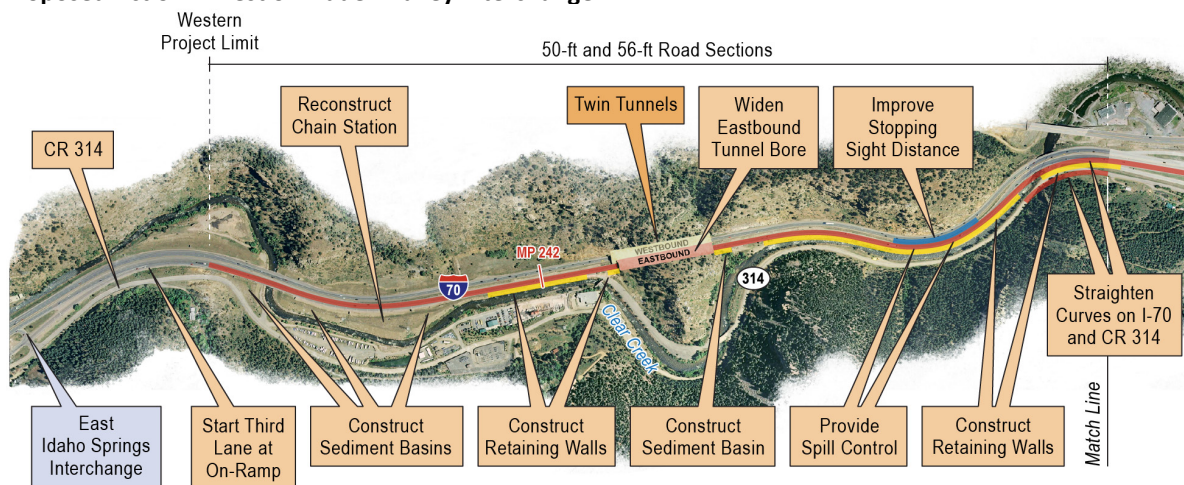 Western
Project Limit
50-ft and 56-ft Road Sections
CR 314
Reconstruct
Chain Station
Twin Tunnels
Widen
Eastbound
Tunnel Bore
Improve
Stopping
Sight Distance
WESTBOUND
EASTBOUND
MP 242
70
314
Clear Creek
Straighten
Curves on I-70
and CR 314
East
Idaho Springs
Interchange
Start Third
Lane at
On-Ramp
Construct
Sediment Basins
Construct
Retaining Walls
Construct
Sediment Basin
Provide
Spill Control
Construct
Retaining Walls
Match Line